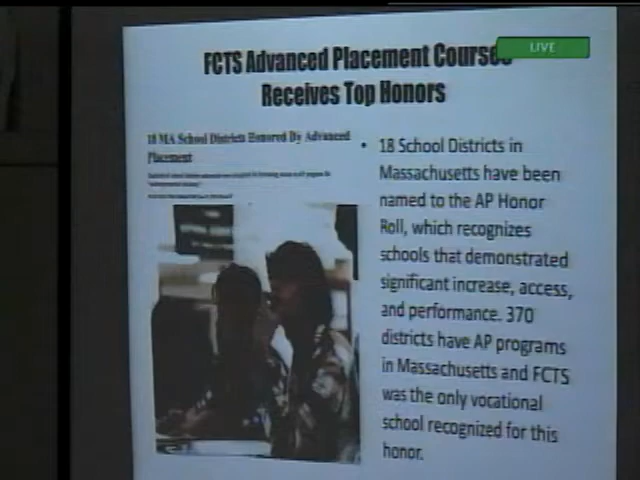 FCTS Advanced Placement Courses
LIVE
Receives Top Honors
18 MA School Districts Honored By Advanced
Placement
• 18 School Districts in
Massachusetts have been
named to the AP Honor
Roll, which recognizes
schools that demonstrated
significant increase, access,
and performance. 370
districts have AP programs
in Massachusetts and FCTS
was the only vocational
school recognized for this
honor.